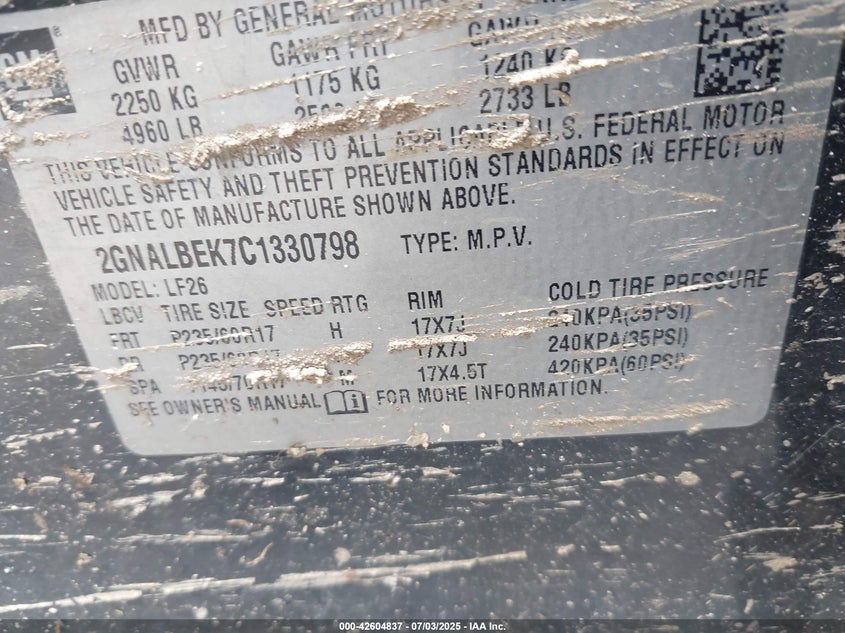 MFD BY GENERAL MOTORS
GVWR GAWR FRT GAWR
2250 KG 1175 KG 1240 KG
4960 LB 2733 LB
THIS VEHICLE CONFORMS TO ALL APPLICABLE U.S. FEDERAL MOTOR
VEHICLE SAFETY AND THEFT PREVENTION STANDARDS IN EFFECT ON
THE DATE OF MANUFACTURE SHOWN ABOVE.
2GNALBEK7C1330798 TYPE: M.P.V.
MODEL: LF26
LBCV TIRE SIZE SPEED RTG RIM COLD TIRE PRESSURE
FRT P235/60R17 H 17X7J 240KPA(35PSI)
RR P235/60R17 17X7J 240KPA(35PSI)
SPA M 17X4.5T 420KPA(60PSI)
SEE OWNER'S MANUAL FOR MORE INFORMATION.
000-42604837 - 07/03/2025 - IAA Inc.